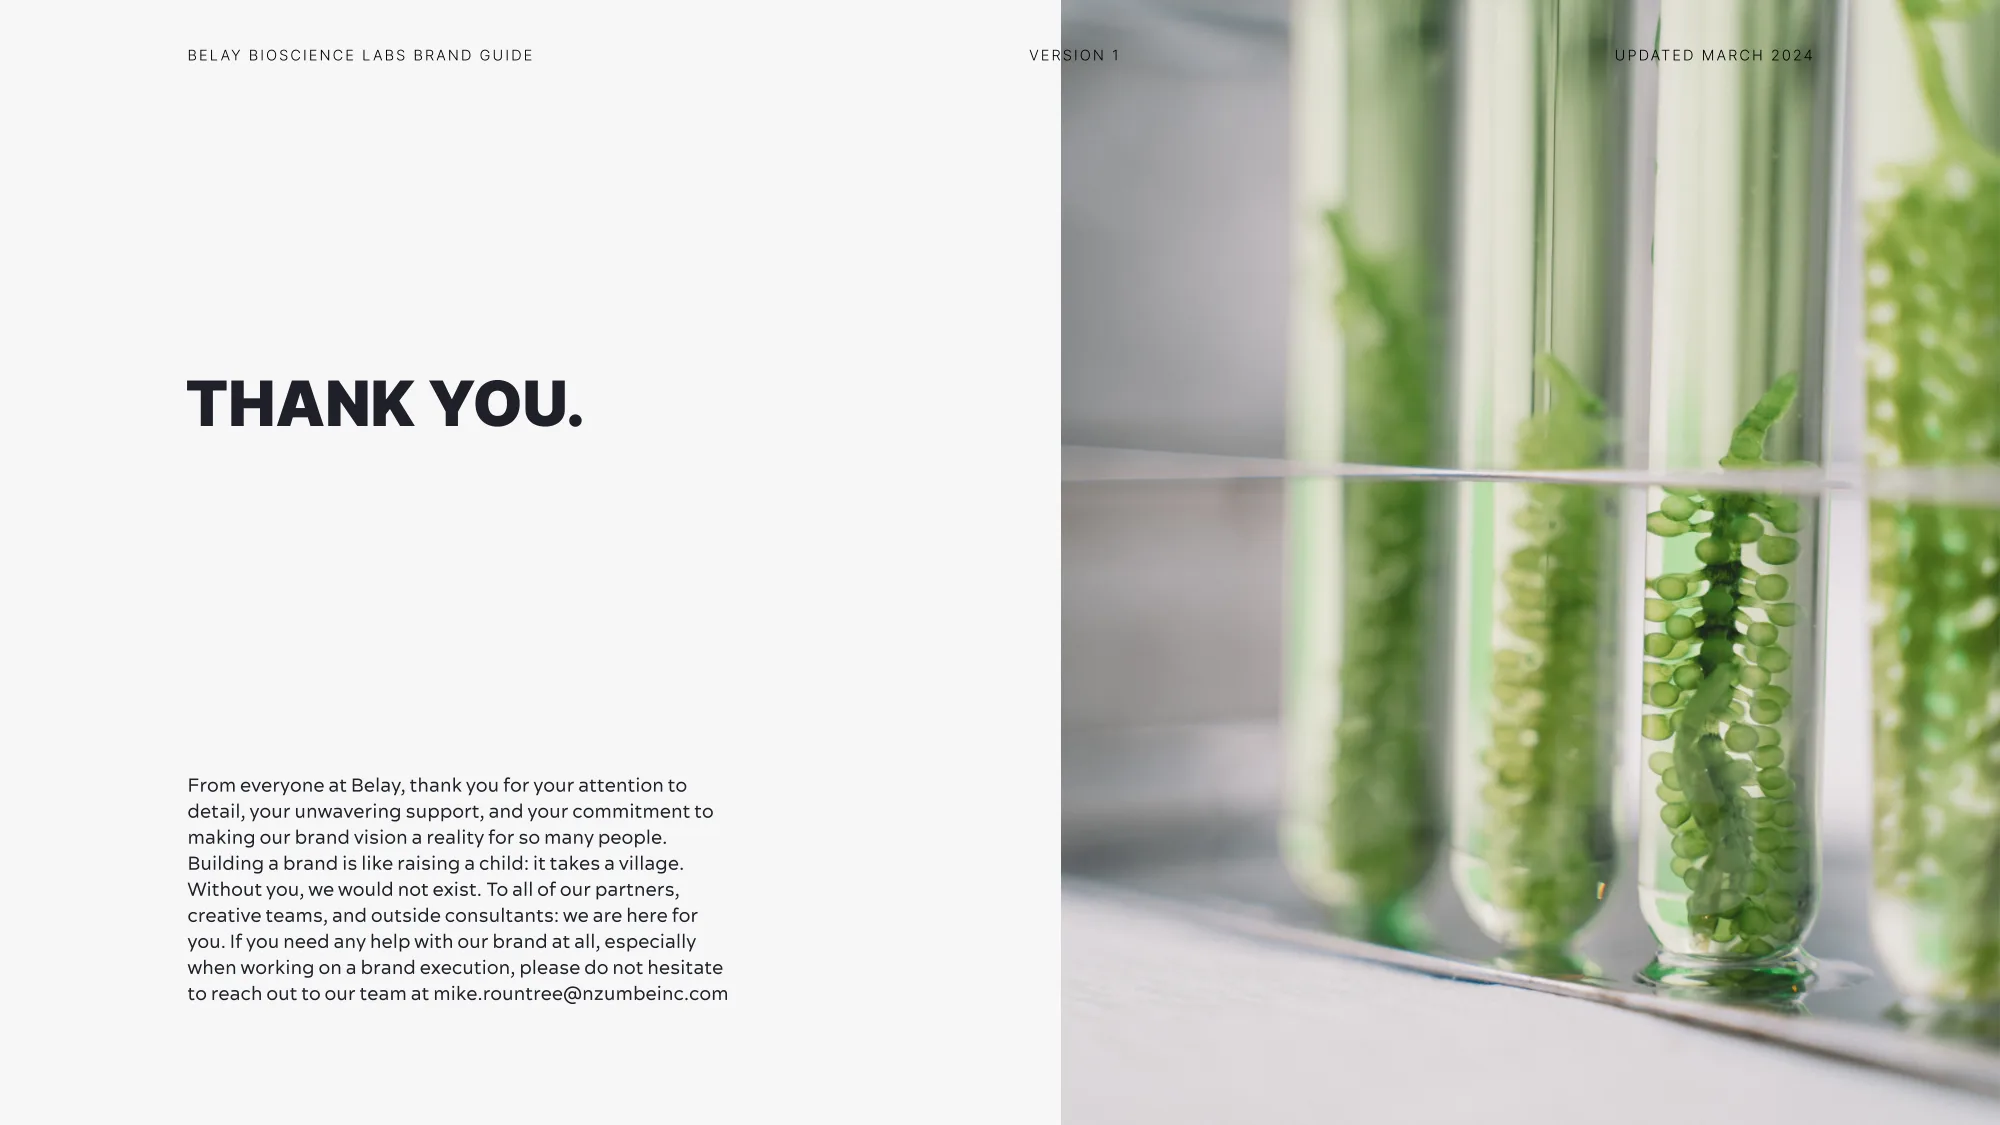 BELAY BIOSCIENCE LABS BRAND GUIDE
VERSION 1
UPDATED MARCH 2024
THANK YOU.
From everyone at Belay, thank you for your attention to
detail, your unwavering support, and your commitment to
making our brand vision a reality for so many people.
Building a brand is like raising a child: it takes a village.
Without you, we would not exist. To all of our partners,
creative teams, and outside consultants: we are here for
you. If you need any help with our brand at all, especially
when working on a brand execution, please do not hesitate
to reach out to our team at mike.rountree@nzumbeinc.com